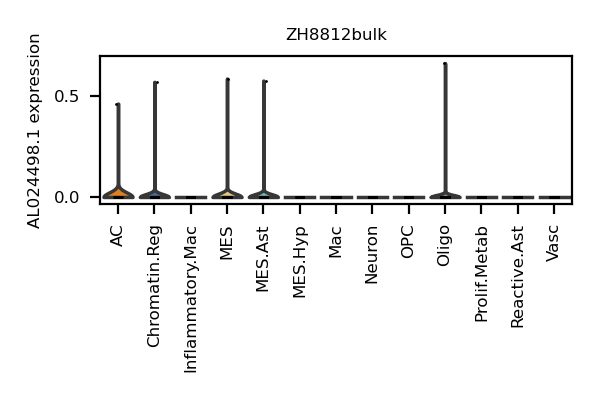 ZH8812bulk
AL024498.1 expression
0.5
0.0
AC
Chromatin.Reg
Inflammatory.Mac
MES
MES.Ast
MES.Hyp
Mac
Neuron
OPC
Oligo
Prolif.Metab
Reactive.Ast
Vasc